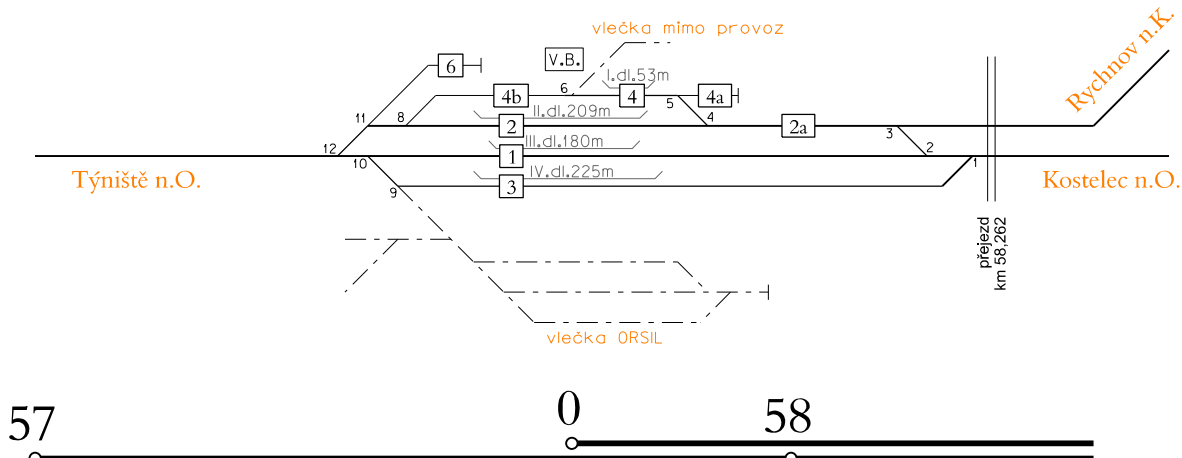 vlečka mimo provoz
Rychnov n.K.
6
V.B.
I.dl.53m
4b
6
4
5
4a
II.dl.209m
11
8
2
4
2a
3
III.dl.180m
12
10
1
2
1
Týniště n.O.
IV.dl.225m
Kostelec n.O.
9
3
přejezd
km 58,262
vlečka ORSIL
57
0
58